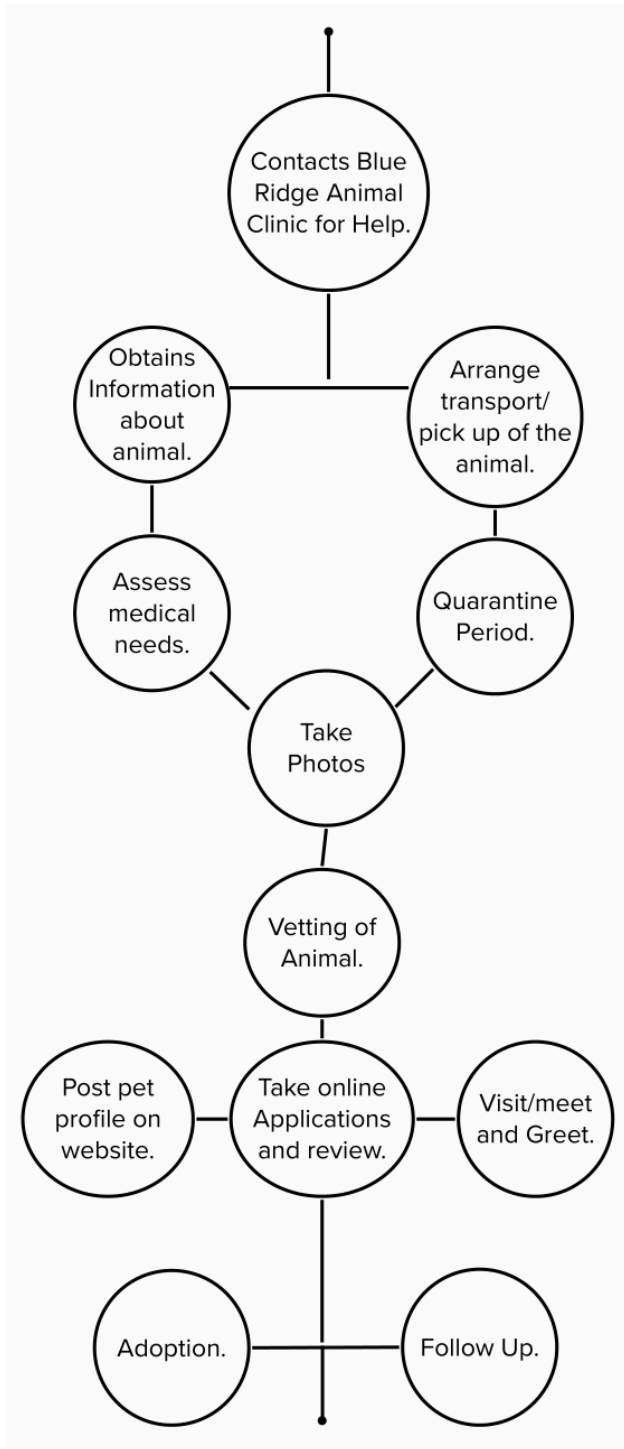 Contacts Blue
Ridge Animal
Clinic for Help.
Obtains
Information
about
animal.
Arrange
transport/
pick up of the
animal.
Assess
medical
needs.
Quarantine
Period.
Take
Photos
Vetting of
Animal.
Post pet
profile on
website.
Take online
Applications
and review.
Visit/meet
and Greet.
Adoption.
Follow Up.